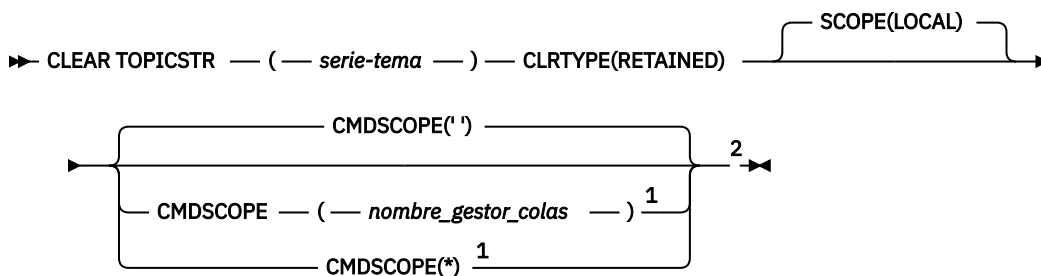 SCOPE(LOCAL)
CLEAR TOPICSTR ( serie-tema ) CLRTYPE(RETAINED)
CMDSCOPE(' ')
2
CMDSCOPE ( nombre_gestor_colas ) 1
CMDSCOPE(*) 1